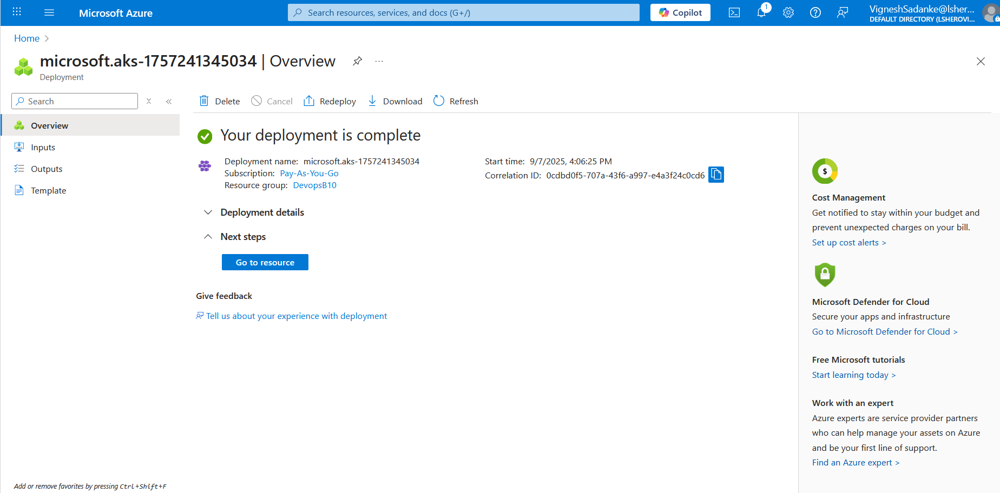 Microsoft Azure
Search resources, services, and docs (G+/)
Copilot
1
VigneshSadanke@lsher...
DEFAULT DIRECTORY (LSHEROVI...
Home
microsoft.aks-1757241345034 | Overview
...
Deployment
Search
Delete
Cancel
Redeploy
Download
Refresh
Overview
Inputs
Outputs
Template
Your deployment is complete
Deployment name: microsoft.aks-1757241345034
Subscription: Pay-As-You-Go
Resource group: DevopsB10
Start time: 9/7/2025, 4:06:25 PM
Correlation ID: 0cdbd0f5-707a-43f6-a997-e4a3f24c0cd6
Deployment details
Next steps
Go to resource
Give feedback
Tell us about your experience with deployment
$
Cost Management
Get notified to stay within your budget and
prevent unexpected charges on your bill.
Set up cost alerts >
Microsoft Defender for Cloud
Secure your apps and infrastructure
Go to Microsoft Defender for Cloud >
Free Microsoft tutorials
Start learning today >
Work with an expert
Azure experts are service provider partners
who can help manage your assets on Azure
and be your first line of support.
Find an Azure expert >
Add or remove favorites by pressing Ctrl+Shift+F